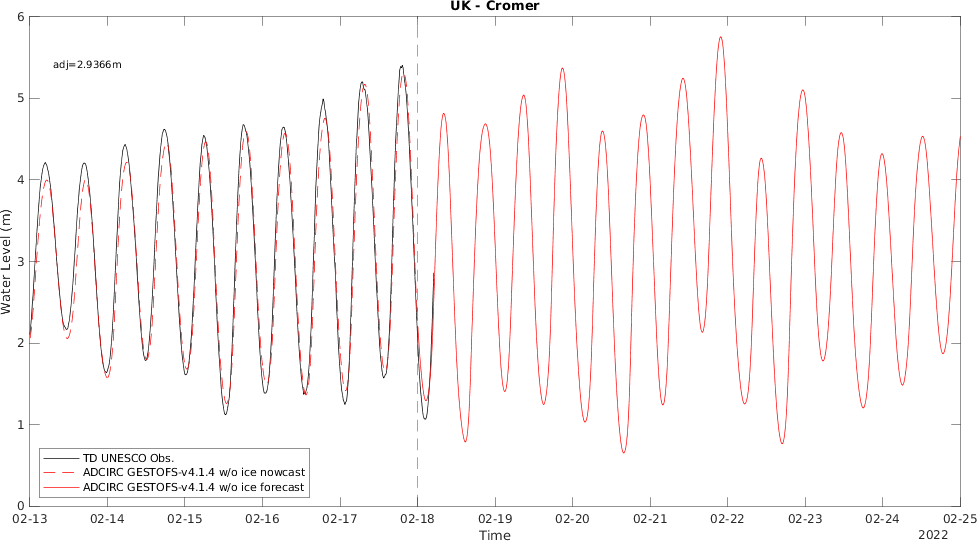 UK - Cromer
adj=2.9366m
6
5
4
3
2
1
0
Water Level (m)
TD UNESCO Obs.
ADCIRC GESTOFS-v4.1.4 w/o ice nowcast
ADCIRC GESTOFS-v4.1.4 w/o ice forecast
02-13 02-14 02-15 02-16 02-17 02-18 02-19 02-20 02-21 02-22 02-23 02-24 02-25
Time
2022